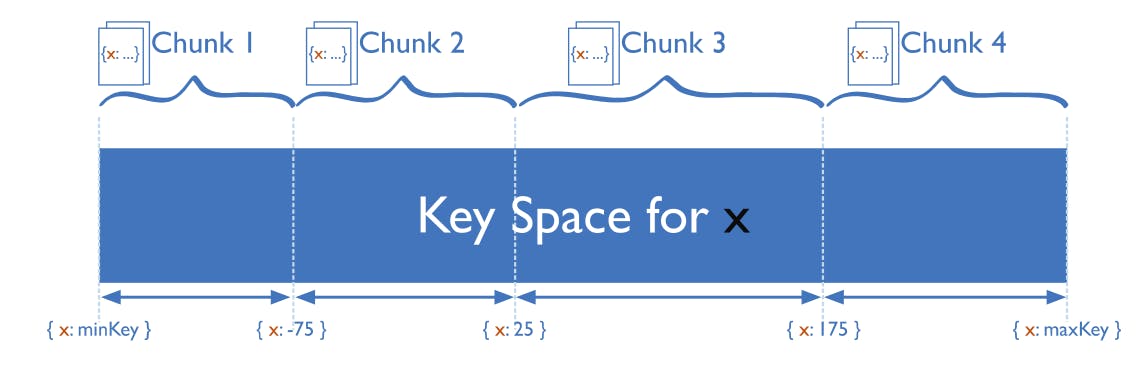 {x: ...} Chunk 1
{x: ...} Chunk 2
{x: ...} Chunk 3
{x: ...} Chunk 4
Key Space for x
{ x: minKey }
{ x: -75 }
{ x: 25 }
{ x: 175 }
{ x: maxKey }